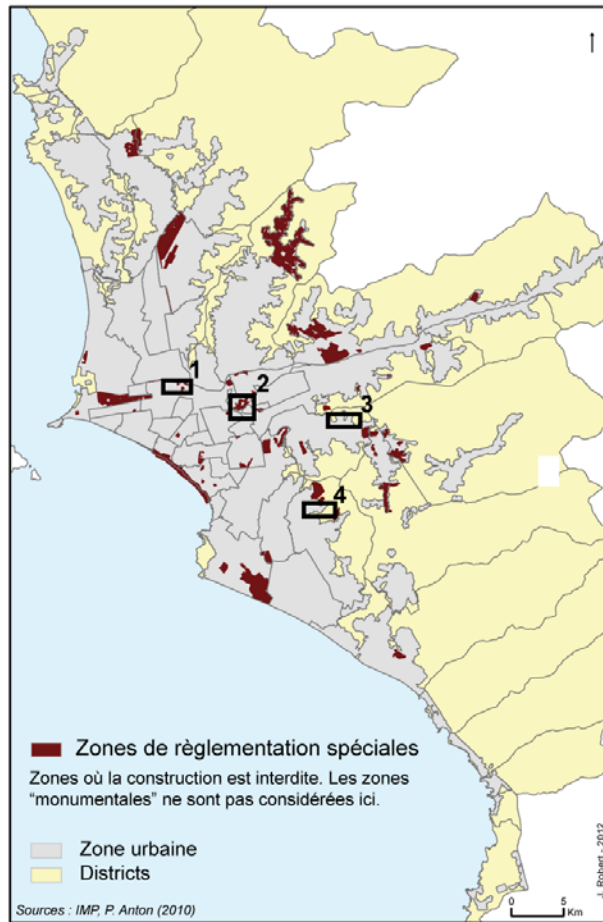 1
2
3
4
Zones de règlementation spéciales
Zones où la construction est interdite. Les zones
“monumentales” ne sont pas considérées ici.
Zone urbaine
Districts
Sources : IMP, P. Anton (2010)
0 5
Km
J. Robert - 2012